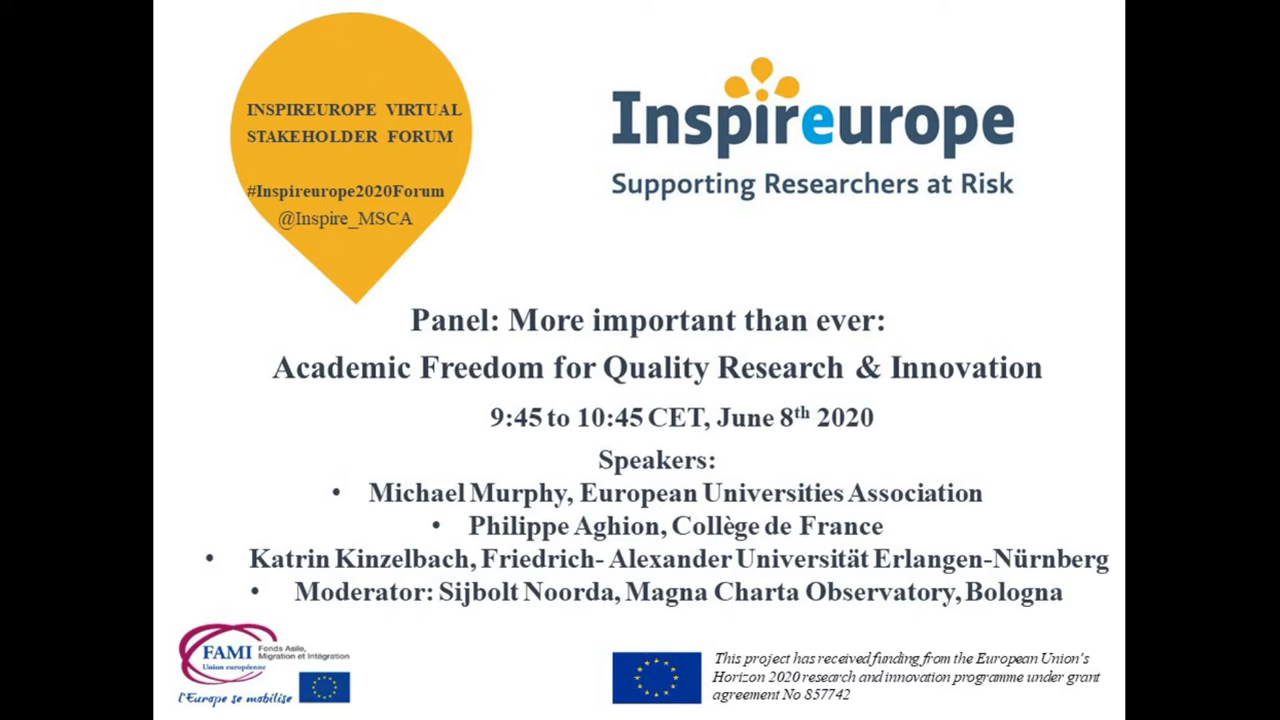 INSPIREUROPE VIRTUAL
STAKEHOLDER FORUM
#Inspireurope2020Forum
@Inspire_MSCA
Inspireurope
Supporting Researchers at Risk
Panel: More important than ever:
Academic Freedom for Quality Research & Innovation
9:45 to 10:45 CET, June 8th 2020
Speakers:
• Michael Murphy, European Universities Association
• Philippe Aghion, Collège de France
• Katrin Kinzelbach, Friedrich- Alexander Universität Erlangen-Nürnberg
• Moderator: Sijbolt Noorda, Magna Charta Observatory, Bologna
FAMI
Union européenne
Fonds Asile,
Migration et Intégration
l'Europe se mobilise
This project has received funding from the European Union's
Horizon 2020 research and innovation programme under grant
agreement No 857742